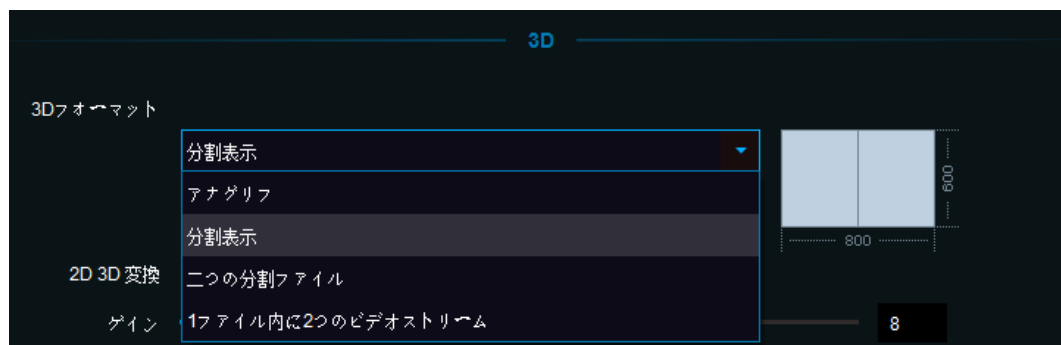 3D
3Dフォーマット
分割表示
アナグリフ
600
分割表示
800
2D 3D 変換
二つの分割ファイル
ゲイン
1ファイル内に2つのビデオストリーム
8